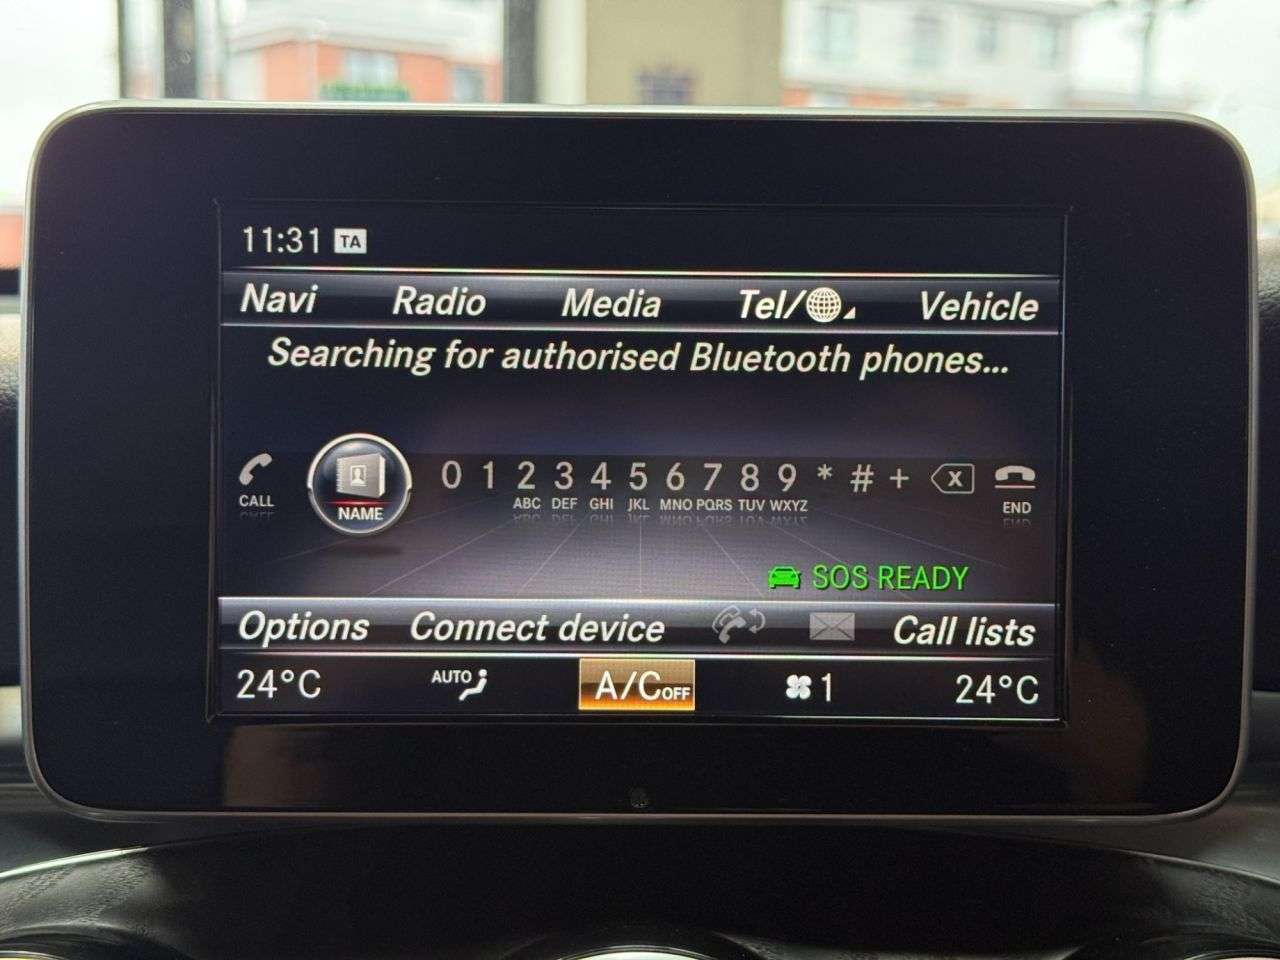 11:31 TA
Navi Radio Media Tel/ Vehicle
Searching for authorised Bluetooth phones...
0 1 2 3 4 5 6 7 8 9 * # + X
CALL NAME ABC DEF GHI JKL MNO PQRS TUV WXYZ END
SOS READY
Options Connect device Call lists
24°C AUTO A/C OFF 1 24°C